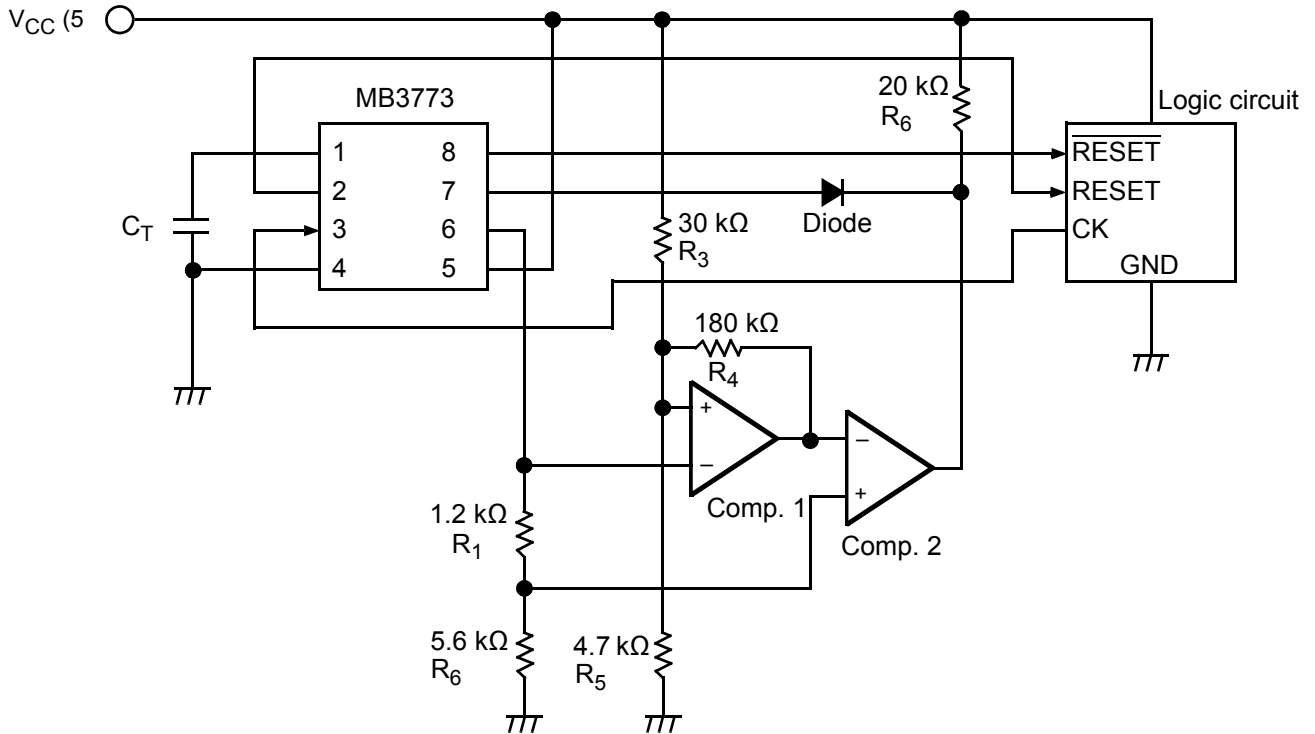 VCC (5
MB3773
1
2
3
4
8
7
6
5
CT
20 kΩ
R6
Logic circuit
RESET
RESET
CK
GND
Diode
30 kΩ
R3
180 kΩ
R4
+
–
Comp. 1
–
+
Comp. 2
1.2 kΩ
R1
5.6 kΩ
R6
4.7 kΩ
R5